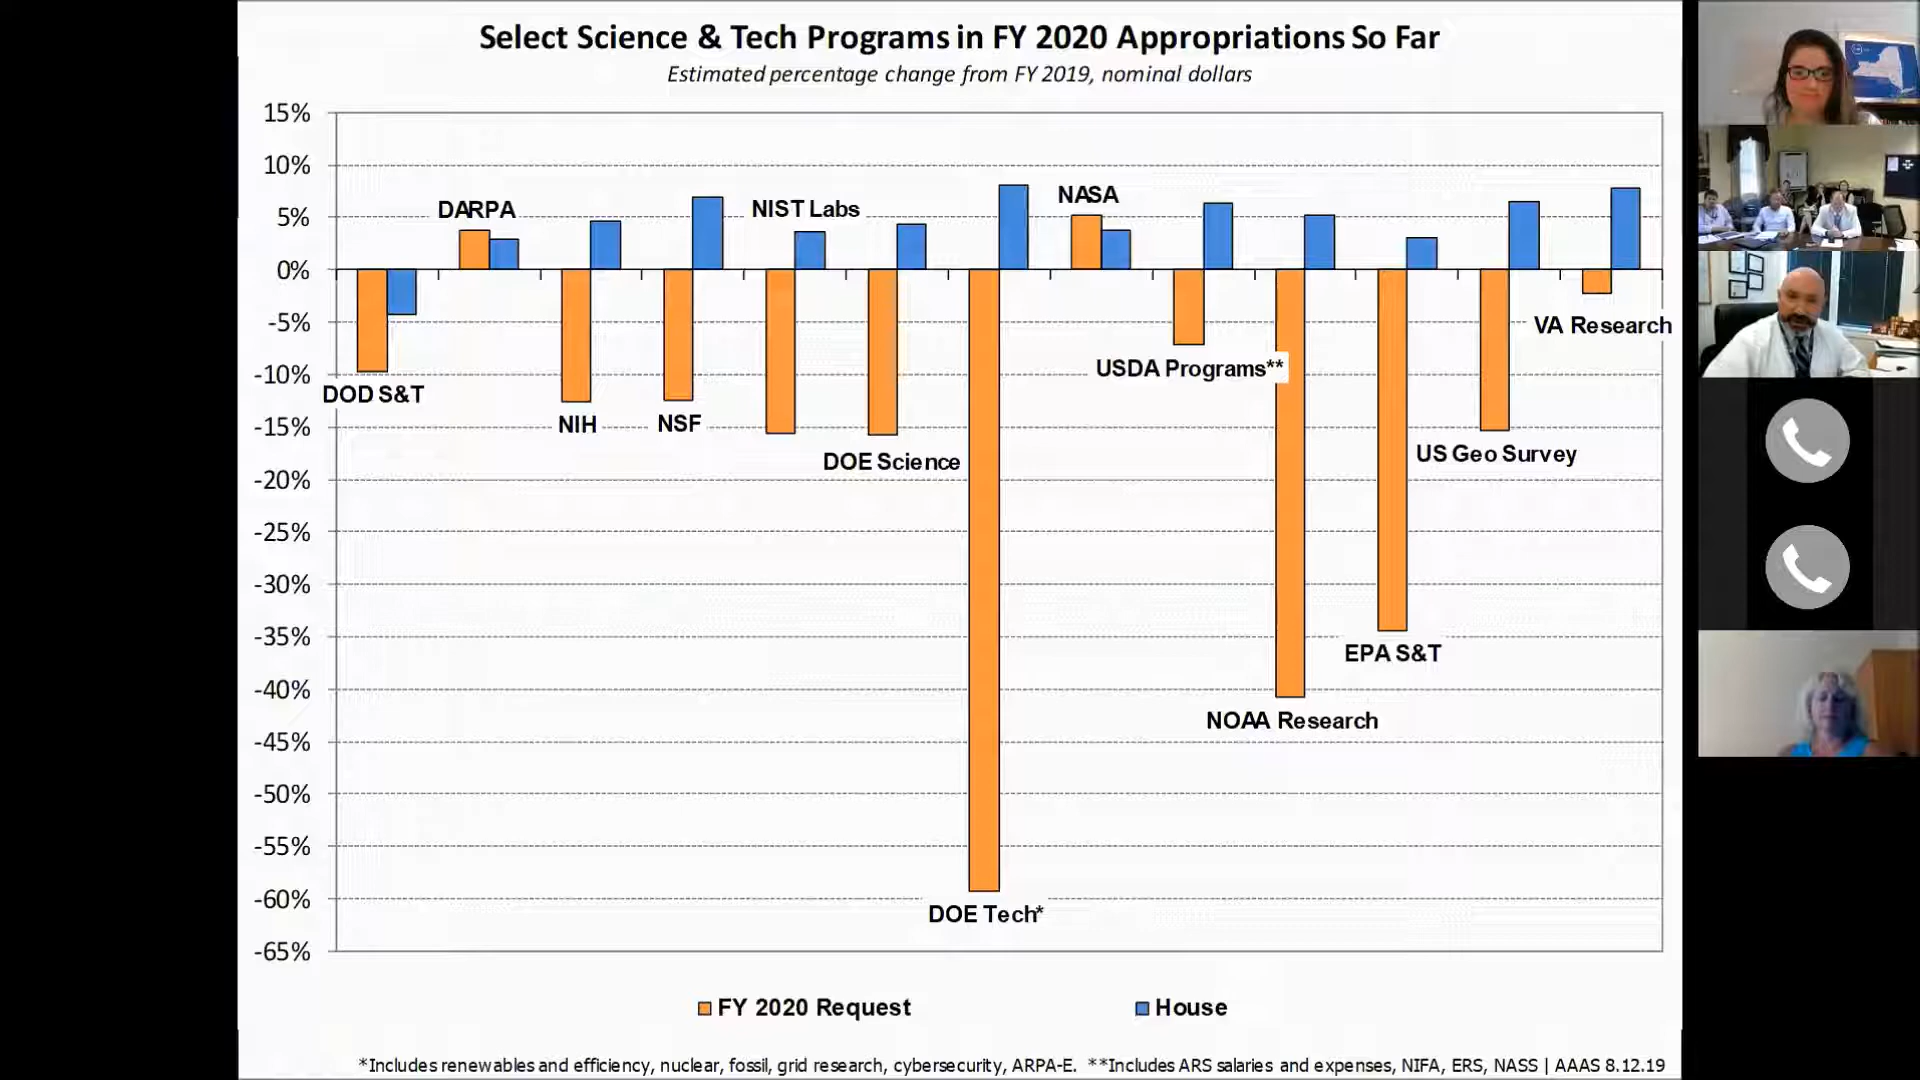 Select Science & Tech Programs in FY 2020 Appropriations So Far
Estimated percentage change from FY 2019, nominal dollars
15%
10%
5%
0%
-5%
-10%
-15%
-20%
-25%
-30%
-35%
-40%
-45%
-50%
-55%
-60%
-65%
DOD S&T
DARPA
NIH
NSF
NIST Labs
DOE Science
DOE Tech*
NASA
USDA Programs**
NOAA Research
EPA S&T
US Geo Survey
VA Research
FY 2020 Request
House
*Includes renewables and efficiency, nuclear, fossil, grid research, cybersecurity, ARPA-E. **Includes ARS salaries and expenses, NIFA, ERS, NASS | AAAS 8.12.19